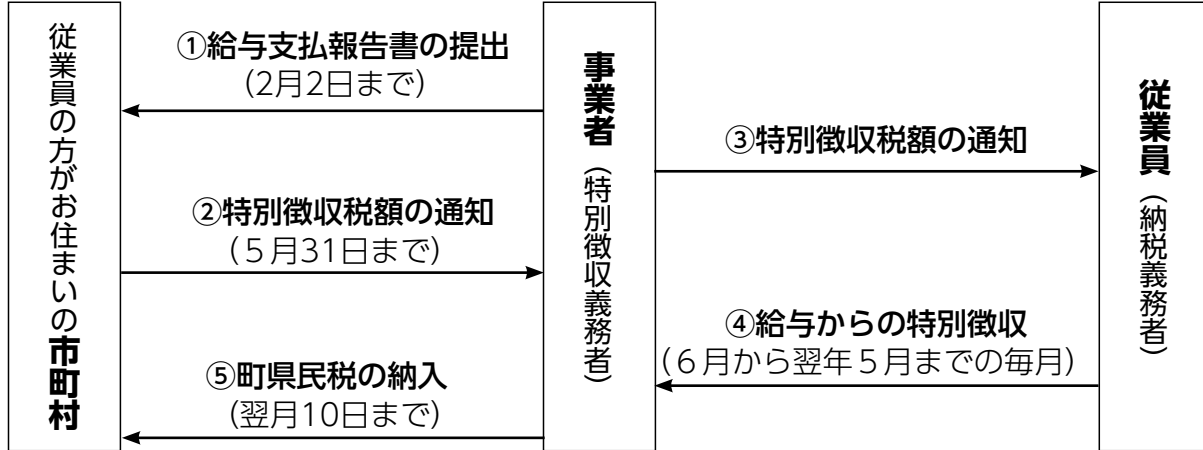 従業員の方がお住まいの市町村
①給与支払報告書の提出
(2月2日まで)
②特別徴収税額の通知
(5月31日まで)
⑤町県民税の納入
(翌月10日まで)
事業者(特別徴収義務者)
③特別徴収税額の通知
④給与からの特別徴収
(6月から翌年5月までの毎月)
従業員(納税義務者)